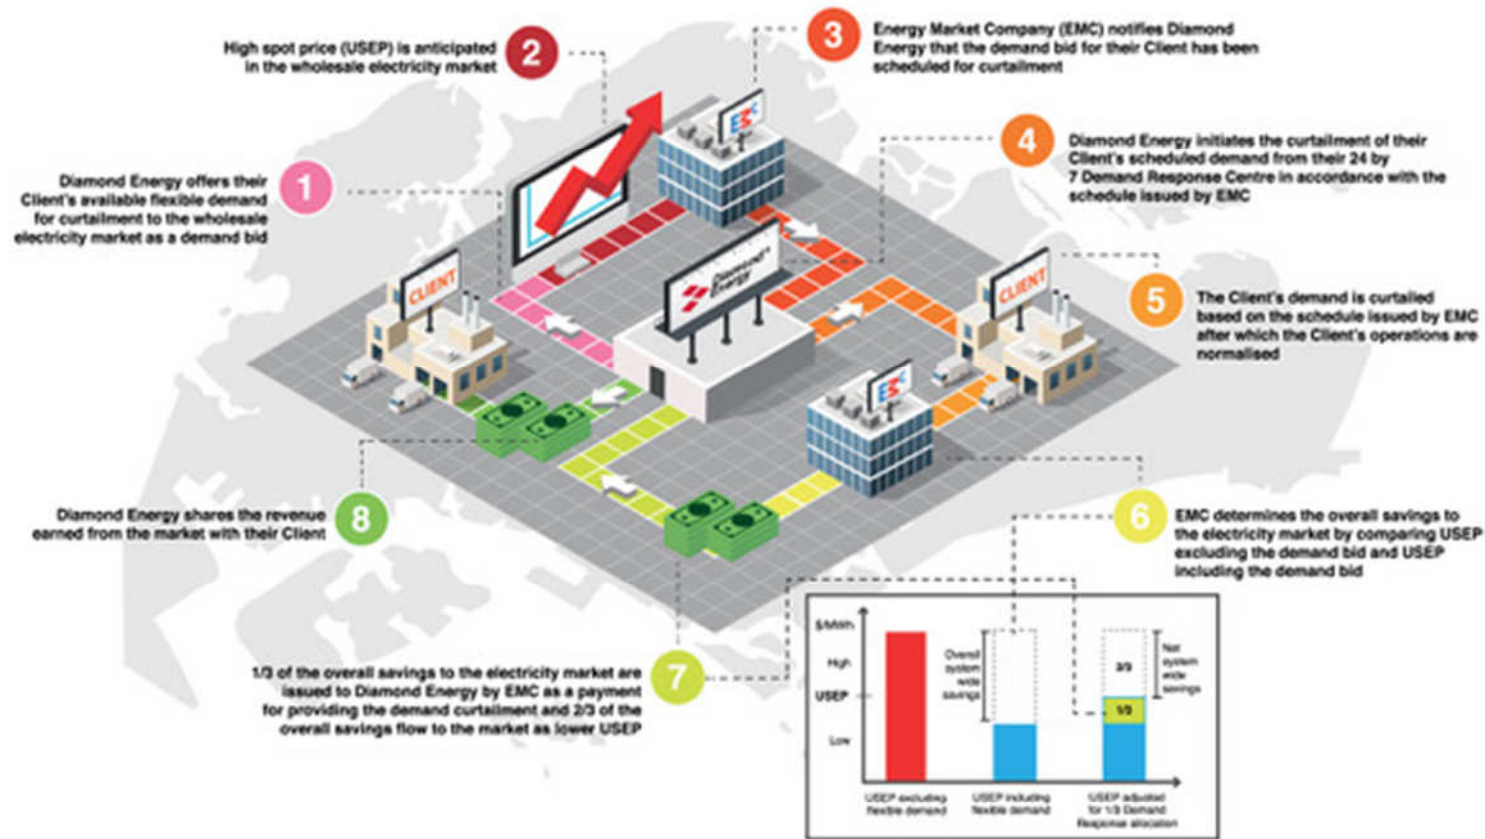 1
Diamond Energy offers their
Client's available flexible demand
for curtailment to the wholesale
electricity market as a demand bid
2
High spot price (USEP) is anticipated
in the wholesale electricity market
3
Energy Market Company (EMC) notifies Diamond
Energy that the demand bid for their Client has been
scheduled for curtailment
4
Diamond Energy initiates the curtailment of their
Client's scheduled demand from their 24 by
7 Demand Response Centre in accordance with the
schedule issued by EMC
5
The Client's demand is curtailed
based on the schedule issued by EMC
after which the Client's operations are
normalised
6
EMC determines the overall savings to
the electricity market by comparing USEP
excluding the demand bid and USEP
including the demand bid
7
1/3 of the overall savings to the electricity market are
issued to Diamond Energy by EMC as a payment
for providing the demand curtailment and 2/3 of the
overall savings flow to the market as lower USEP
8
Diamond Energy shares the revenue
earned from the market with their Client
EMC
Diamond
Energy
CLIENT
CLIENT
EMC
$/MWh
High
USEP
Low
Overall
system
wide
savings
2/3
1/3
Net
system
wide
savings
USEP excluding
flexible demand
USEP including
flexible demand
USEP adjusted
for 1/3 Demand
Response allocation